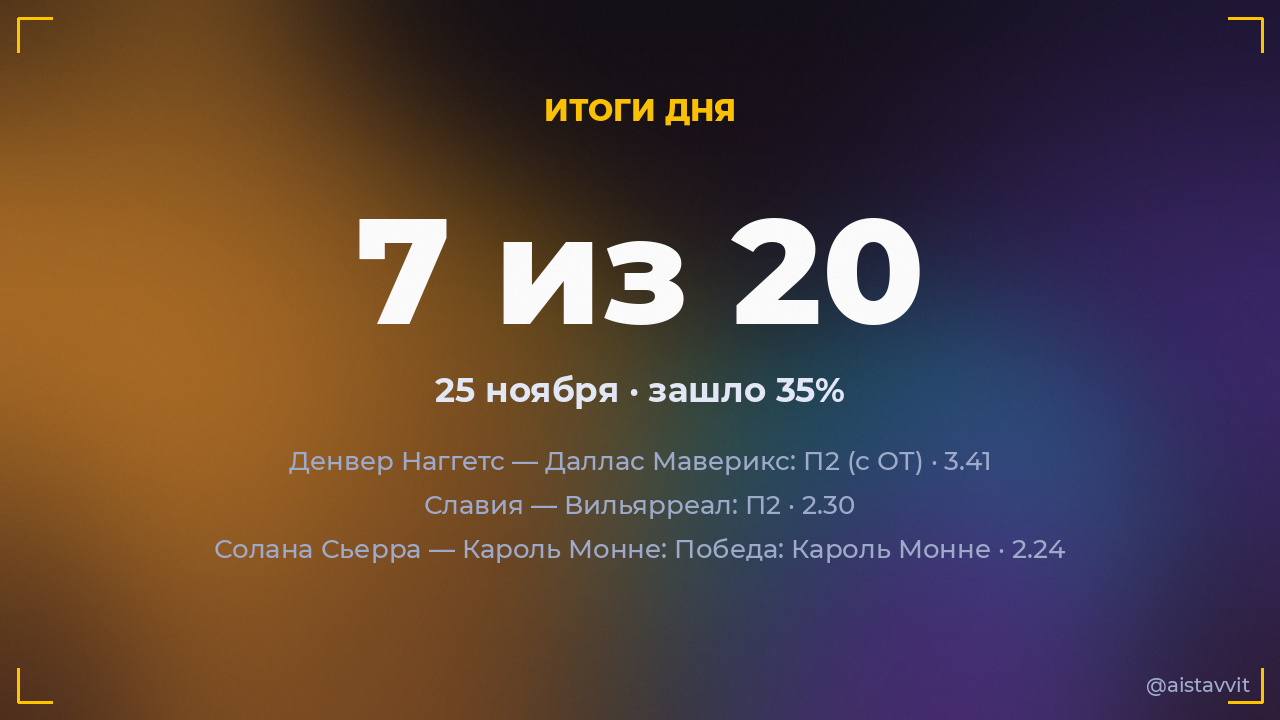 ИТОГИ ДНЯ
7 из 20
25 ноября · зашло 35%
Денвер Наггетс — Даллас Маверикс: П2 (с ОТ) · 3.41
Славия — Вильярреал: П2 · 2.30
Солана Сьерра — Кароль Монне: Победа: Кароль Монне · 2.24
@aistavvit